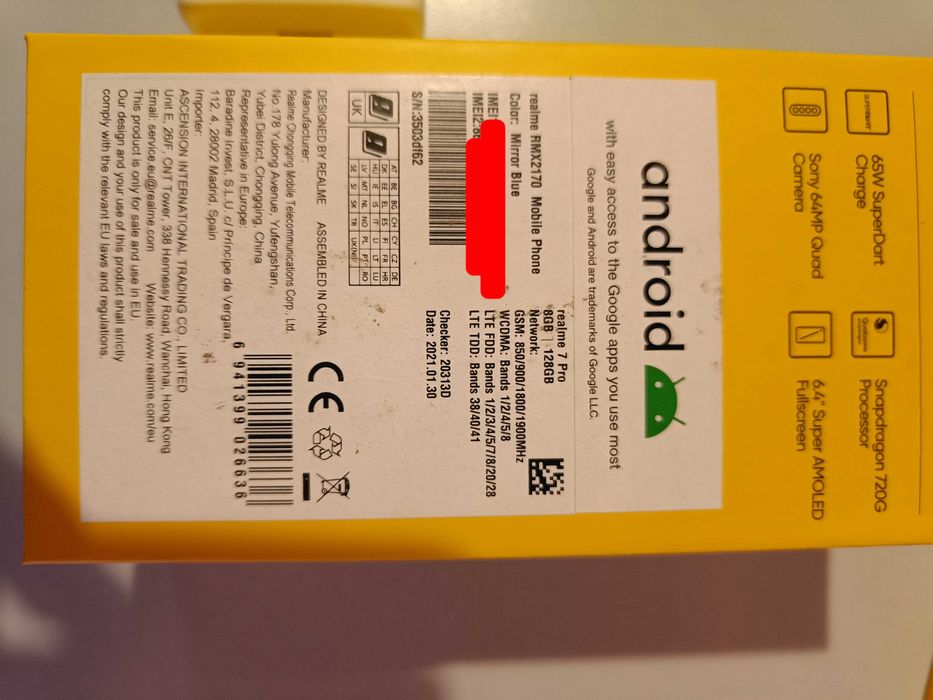 SUPERDART
65W SuperDart
Charge
Qualcomm
snapdragon
Snapdragon 720G
Processor
Sony 64MP Quad
Camera
6.4" Super AMOLED
Fullscreen
android
with easy access to the Google apps you use most
Google and Android are trademarks of Google LLC.
realme RMX2170 Mobile Phone
Color: Mirror Blue
IMEI1
IMEI2:86
S/N:3503df62
realme 7 Pro
8GB | 128GB
Network:
GSM: 850/900/1800/1900MHz
WCDMA: Bands 1/2/4/5/8
LTE FDD: Bands 1/2/3/4/5/7/8/20/28
LTE TDD: Bands 38/40/41
Checker: 20313D
Date: 2021.01.30
UK
AT BE BG CH CY CZ DE
DK EE EL ES FI FR HR
HU IE IS IT LI LT LU
LV MT NL NO PL PT RO
SE SI SK TR UK(NI)
DESIGNED BY REALME ASSEMBLED IN CHINA
Manufacturer:
Realme Chongqing Mobile Telecommunications Corp., Ltd.
No.178 Yulong Avenue, Yufengshan,
Yubei District, Chongqing, China
Representative in Europe:
Baradine Invest, S.L.U. c/ Príncipe de Vergara,
112, 4, 28002 Madrid, Spain
Importer:
ASCENSION INTERNATIONAL TRADING CO., LIMITED
Unit E, 26/F, CNT Tower, 338 Hennessy Road, Wanchai, Hong Kong
Email: service.eu@realme.com Website: www.realme.com/eu
This product is only for sale and use in EU.
Our design and your use of this product shall strictly
comply with the relevant EU laws and regulations.
CE
6 941399 026636